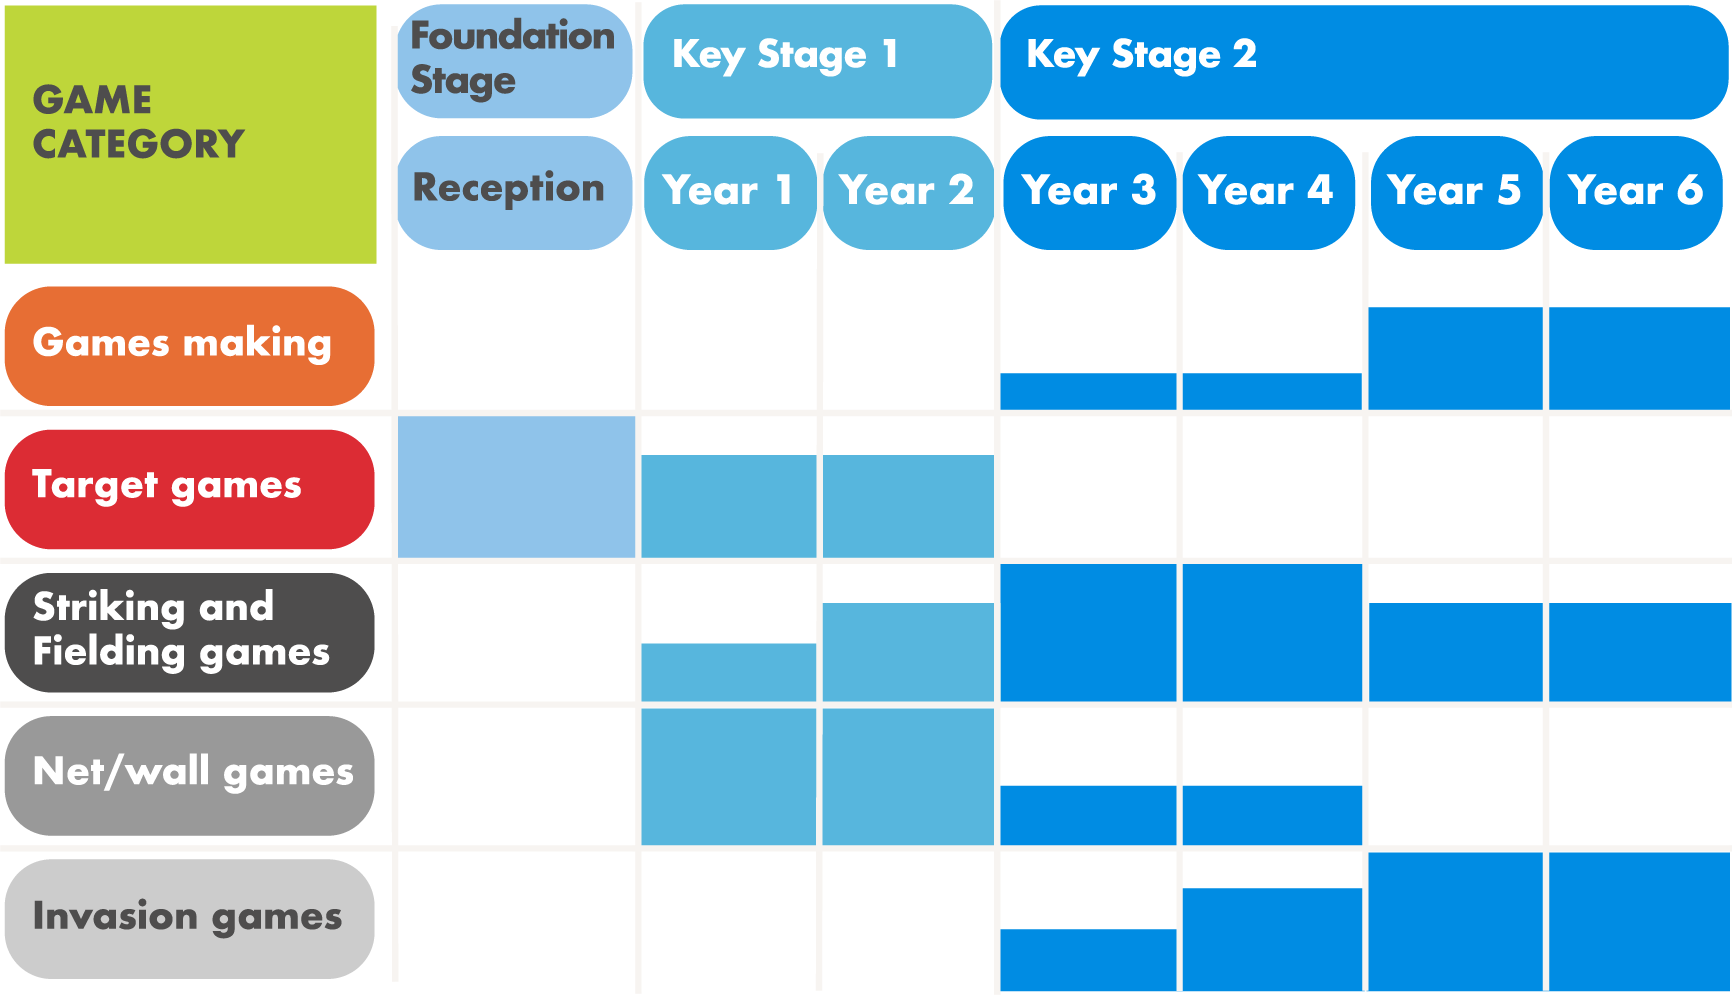 GAME
CATEGORY
Foundation
Stage
Key Stage 1
Key Stage 2
Reception
Year 1
Year 2
Year 3
Year 4
Year 5
Year 6
Games making
Target games
Striking and
Fielding games
Net/wall games
Invasion games